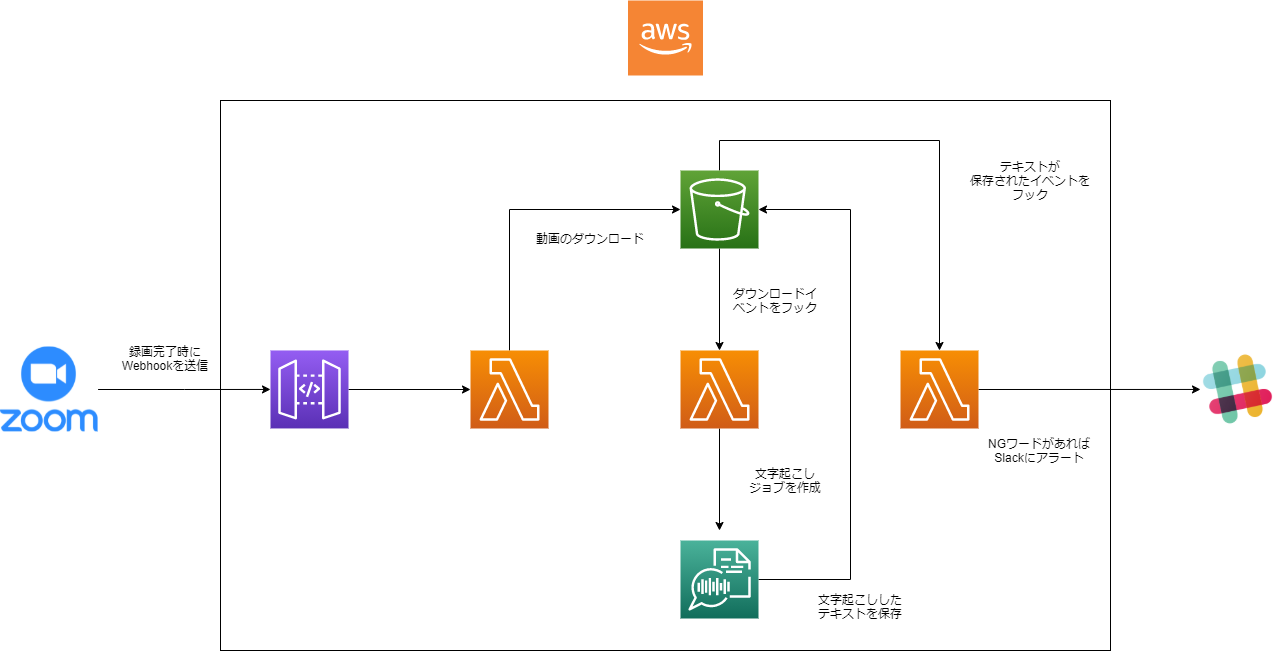 aws
テキストが
保存されたイベントを
フック
動画のダウンロード
ダウンロードイ
ベントをフック
録画完了時に
Webhookを送信
zoom
</>
NGワードがあれば
Slackにアラート
文字起こし
ジョブを作成
文字起こしした
テキストを保存